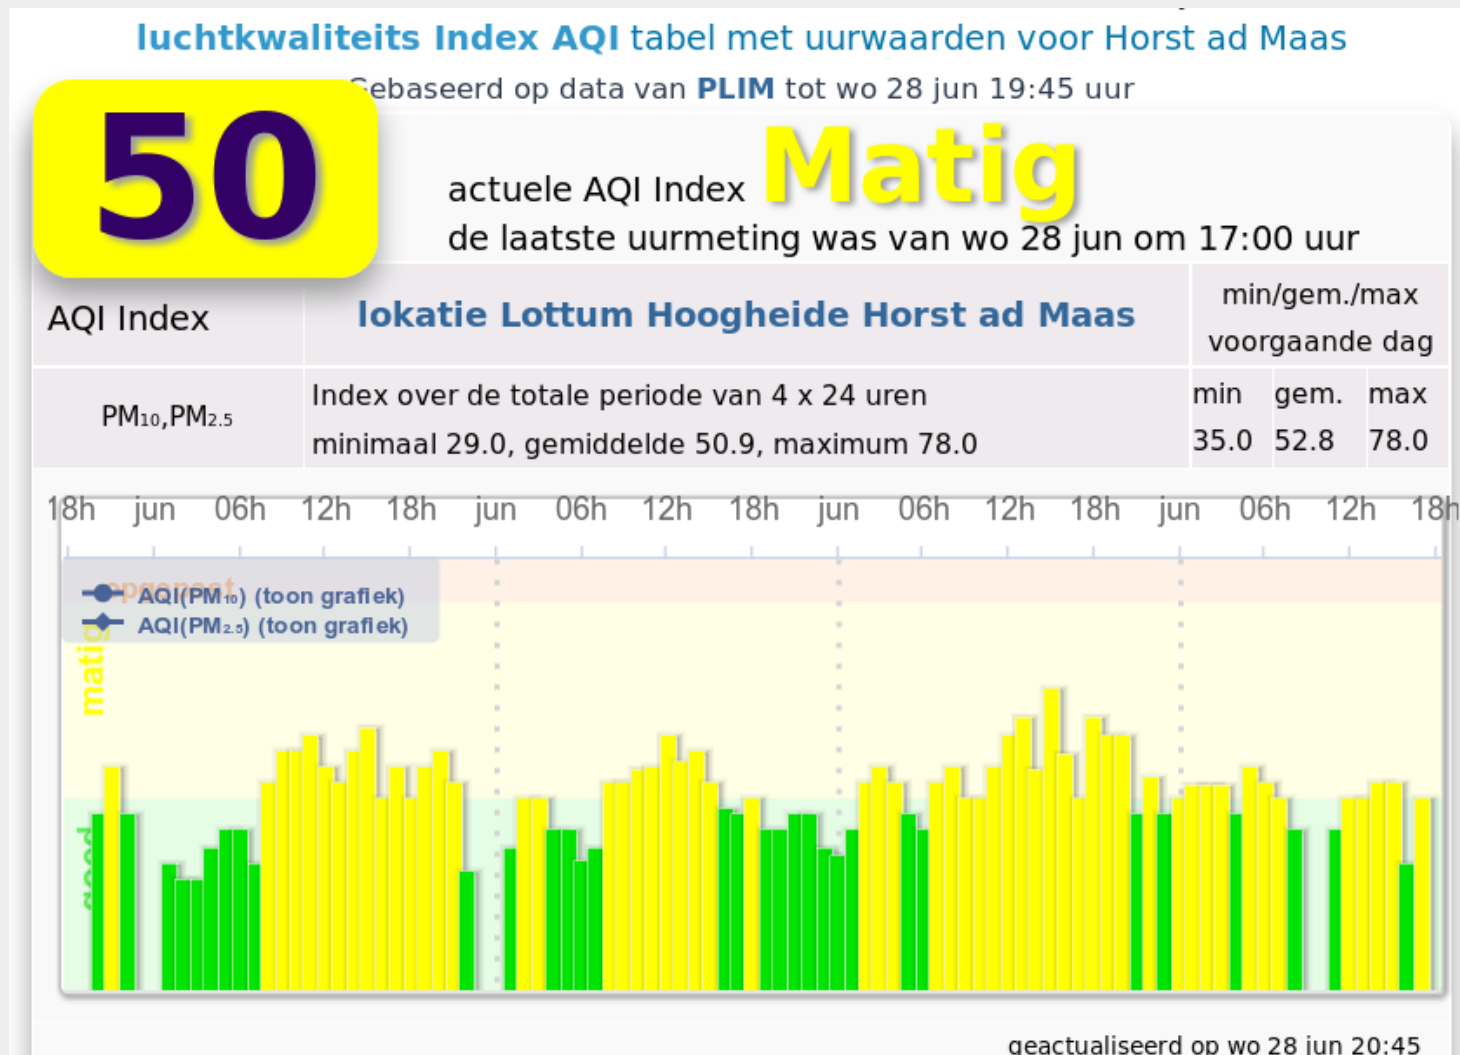 luchtkwaliteits Index AQI tabel met uurwaarden voor Horst ad Maas
Gebaseerd op data van PLIM tot wo 28 jun 19:45 uur
50
actuele AQI Index Matig
de laatste uurmeting was van wo 28 jun om 17:00 uur
AQI Index
lokatie Lottum Hoogheide Horst ad Maas
min/gem./max
voorgaande dag
PM₁₀,PM₂.₅
Index over de totale periode van 4 x 24 uren
minimaal 29.0, gemiddelde 50.9, maximum 78.0
min gem. max
35.0 52.8 78.0
18h jun 06h 12h 18h jun 06h 12h 18h jun 06h 12h 18h jun 06h 12h 18h
opgepast
AQI(PM₁₀) (toon grafiek)
AQI(PM₂.₅) (toon grafiek)
matig
good
geactualiseerd op wo 28 jun 20:45